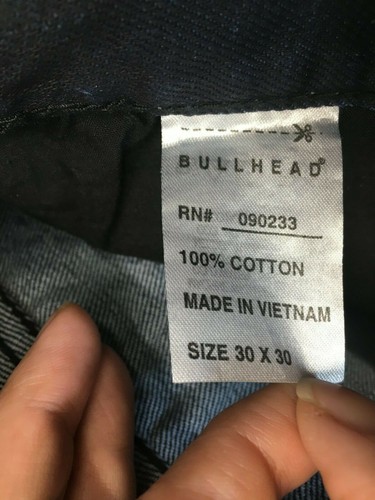 BULLHEAD®
RN# 090233
100% COTTON
MADE IN VIETNAM
SIZE 30 X 30